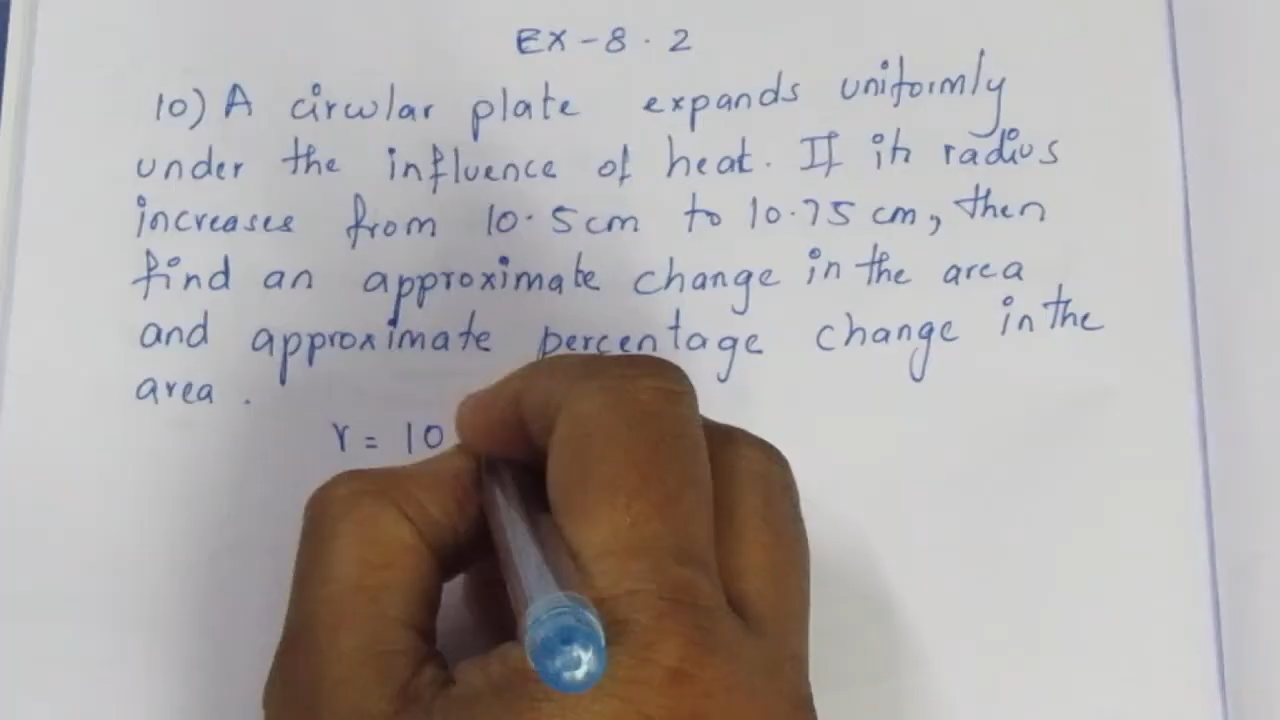 EX - 8.2
10) A circular plate expands uniformly
under the influence of heat. If its radius
increases from 10.5 cm to 10.75 cm, then
find an approximate change in the area
and approximate percentage change in the
area.
r = 10